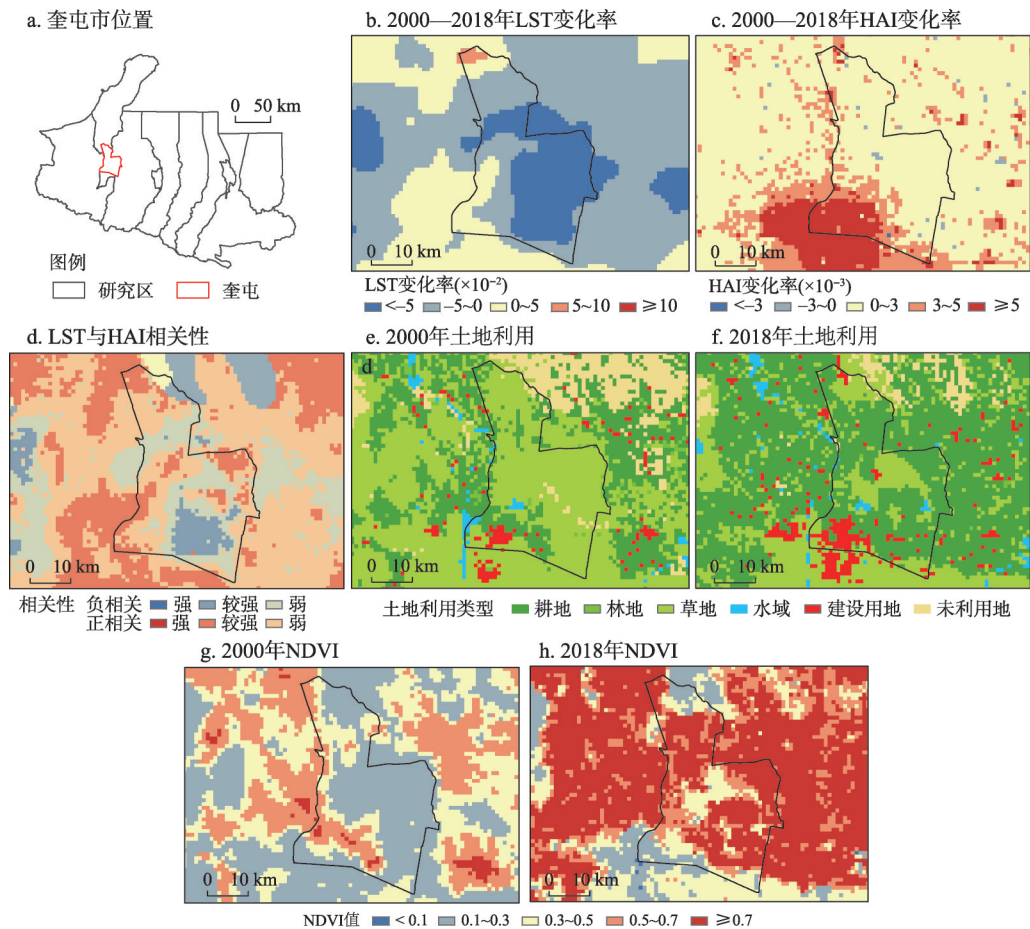 a. 奎屯市位置
0 50 km
图例
研究区 奎屯
b. 2000—2018年LST变化率
0 10 km
LST变化率(×10⁻²)
<-5 -5~0 0~5 5~10 ≥10
c. 2000—2018年HAI变化率
0 10 km
HAI变化率(×10⁻³)
<-3 -3~0 0~3 3~5 ≥5
d. LST与HAI相关性
0 10 km
相关性 负相关 强 较强 弱
正相关 强 较强 弱
e. 2000年土地利用
d
0 10 km
f. 2018年土地利用
0 10 km
土地利用类型 耕地 林地 草地 水域 建设用地 未利用地
g. 2000年NDVI
0 10 km
h. 2018年NDVI
0 10 km
NDVI值 < 0.1 0.1~0.3 0.3~0.5 0.5~0.7 ≥0.7